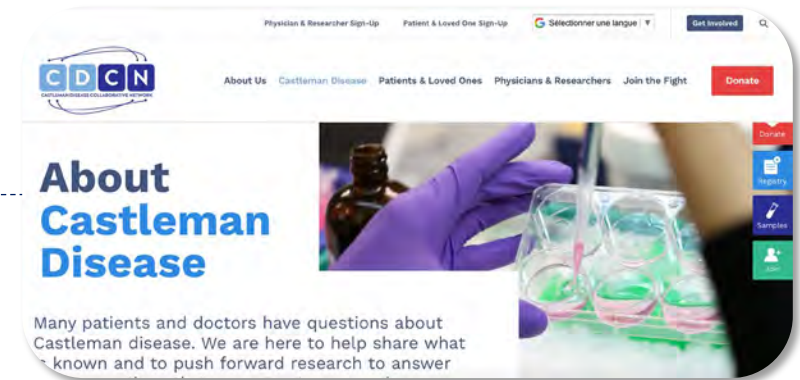 Physician & Researcher Sign-Up Patient & Loved One Sign-Up Sélectionner une langue ▼ Get Involved
CDCN
CASTLEMAN DISEASE COLLABORATIVE NETWORK
About Us Castleman Disease Patients & Loved Ones Physicians & Researchers Join the Fight Donate
Donate
Registry
Samples
Join
About
Castleman
Disease
Many patients and doctors have questions about
Castleman disease. We are here to help share what
known and to push forward research to answer